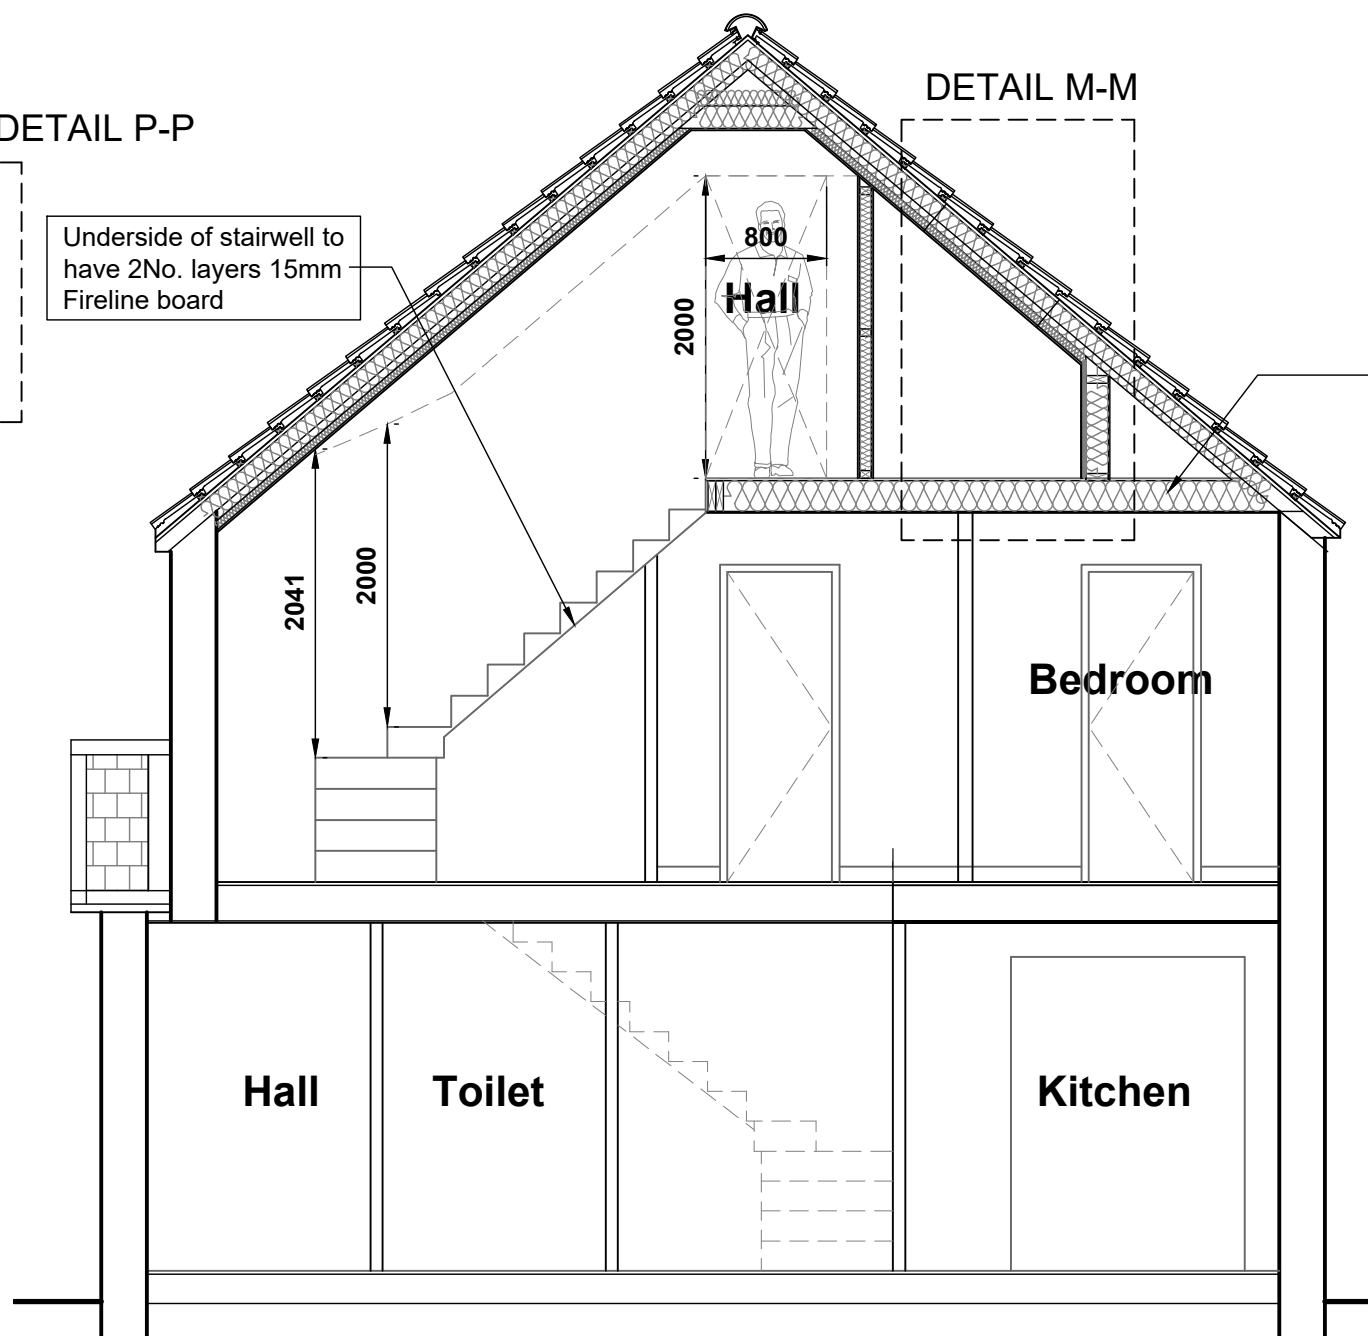 DETAIL M-M
DETAIL P-P
Underside of stairwell to
have 2No. layers 15mm
Fireline board
800
Hall
2000
2041
2000
Bedroom
Hall
Toilet
Kitchen